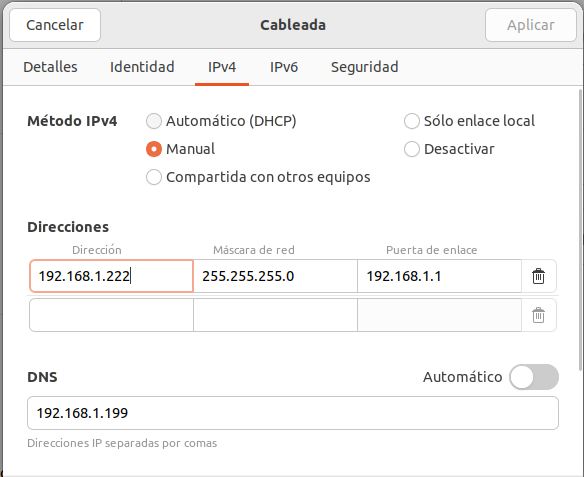 Cancelar Cableada Aplicar
Detalles Identidad IPv4 IPv6 Seguridad
Método IPv4 Automático (DHCP) Sólo enlace local
Manual Desactivar
Compartida con otros equipos
Direcciones
Dirección Máscara de red Puerta de enlace
192.168.1.222 255.255.255.0 192.168.1.1
DNS Automático
192.168.1.199
Direcciones IP separadas por comas